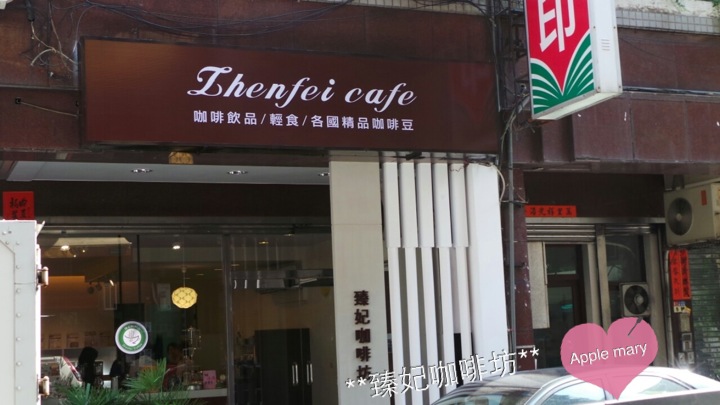 印
Zhenfei cafe
咖啡飲品/輕食/各國精品咖啡豆
臻妃咖啡坊
**臻妃咖啡坊**
Apple mary